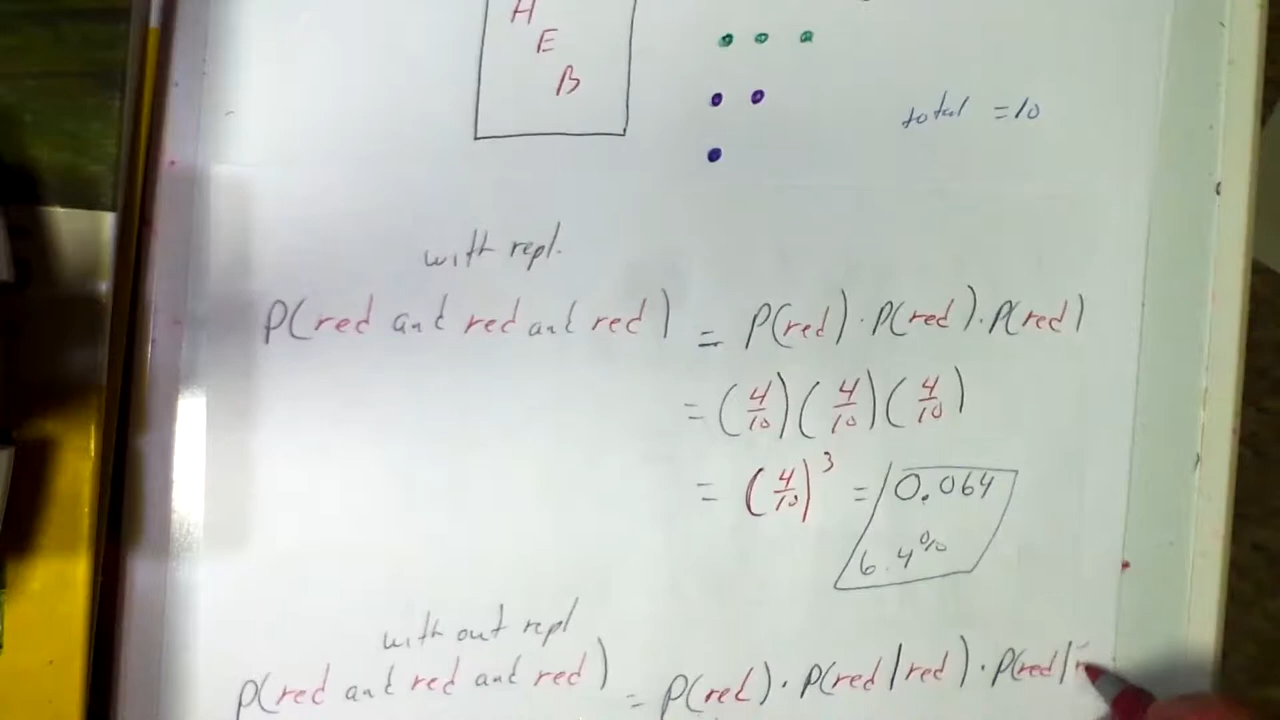 H
E
B
total = 10
with repl.
P(red and red and red) = P(red) · P(red) · P(red)
= (4/10)(4/10)(4/10)
= (4/10)³ = 0.064
6.4%
with out repl
P(red and red and red) = P(red) · P(red/red) · P(red/